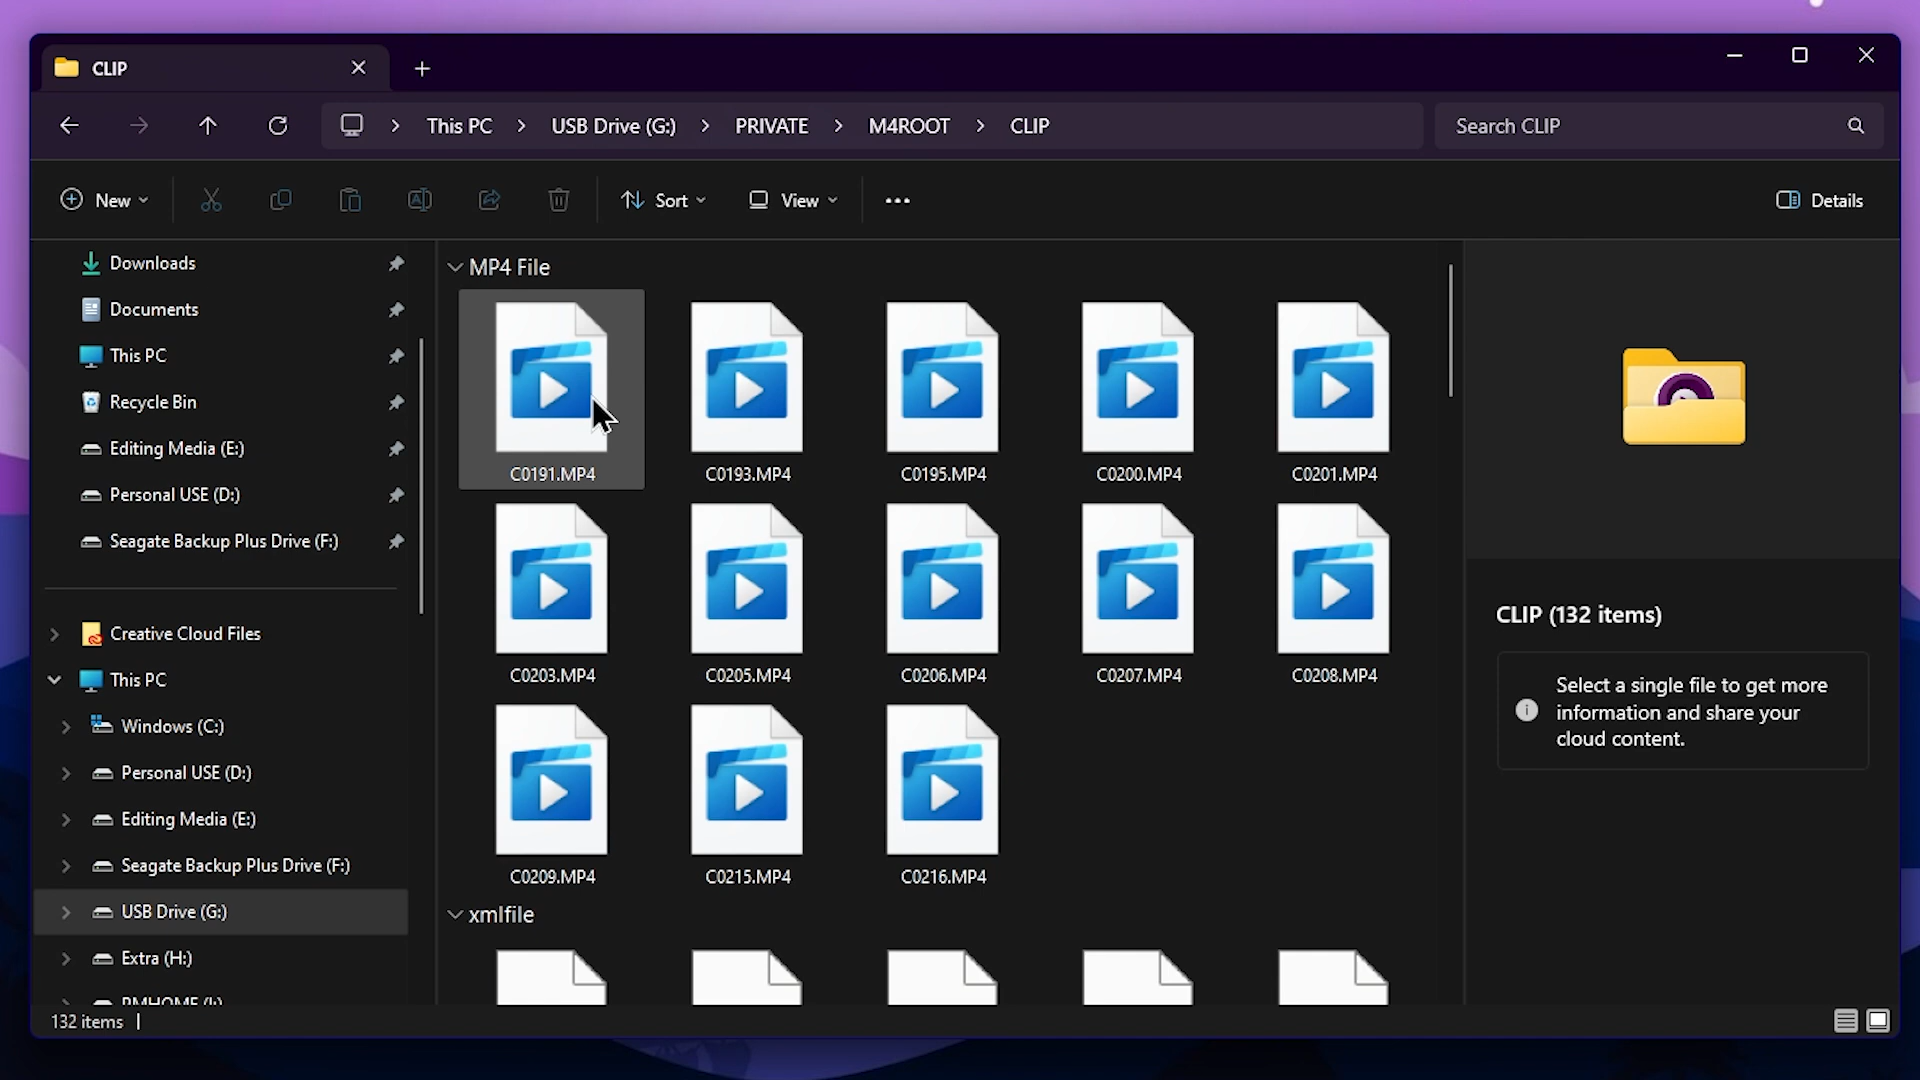 CLIP
This PC > USB Drive (G:) > PRIVATE > M4ROOT > CLIP
Search CLIP
New
Sort
View
Details
Downloads
Documents
This PC
Recycle Bin
Editing Media (E:)
Personal USE (D:)
Seagate Backup Plus Drive (F:)
Creative Cloud Files
This PC
Windows (C:)
Personal USE (D:)
Editing Media (E:)
Seagate Backup Plus Drive (F:)
USB Drive (G:)
Extra (H:)
MP4 File
C0191.MP4 C0193.MP4 C0195.MP4 C0200.MP4 C0201.MP4
C0203.MP4 C0205.MP4 C0206.MP4 C0207.MP4 C0208.MP4
C0209.MP4 C0215.MP4 C0216.MP4
xmlfile
CLIP (132 items)
Select a single file to get more
information and share your
cloud content.
132 items